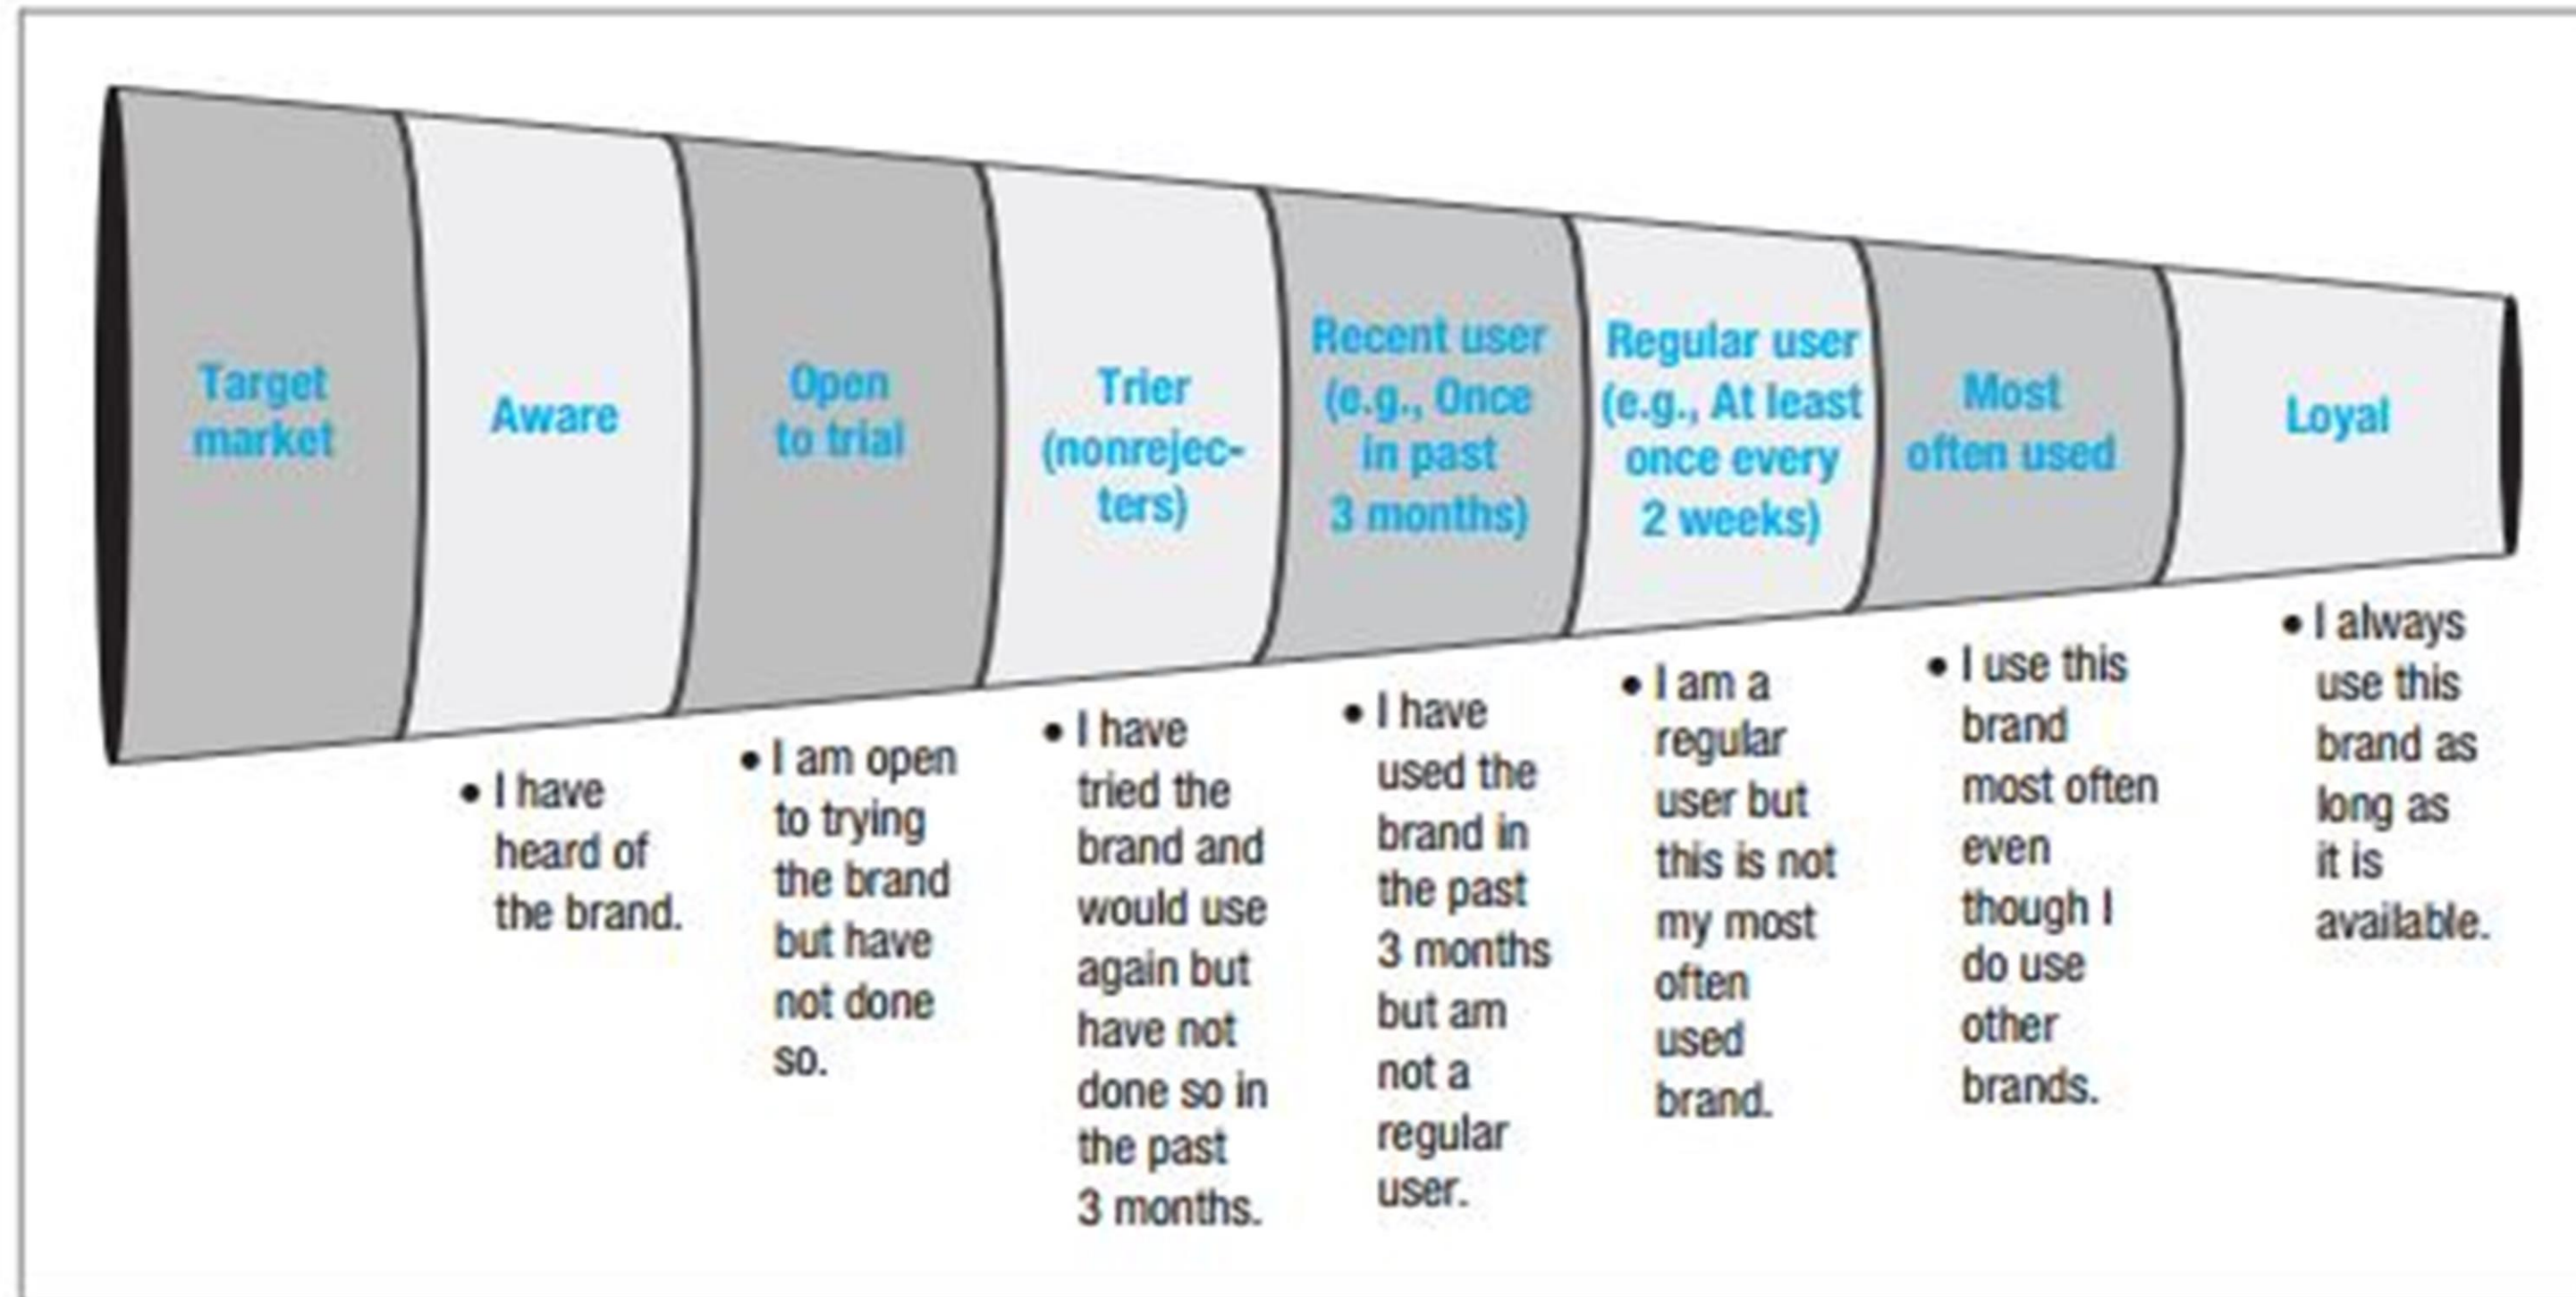 Target
market
Aware
Open
to trial
Trier
(nonrejec-
ters)
Recent user
(e.g., Once
in past
3 months)
Regular user
(e.g., At least
once every
2 weeks)
Most
often used
Loyal
• I have
heard of
the brand.
• I am open
to trying
the brand
but have
not done
so.
• I have
tried the
brand and
would use
again but
have not
done so in
the past
3 months.
• I have
used the
brand in
the past
3 months
but am
not a
regular
user.
• I am a
regular
user but
this is not
my most
often
used
brand.
• I use this
brand
most often
even
though I
do use
other
brands.
• I always
use this
brand as
long as
it is
available.